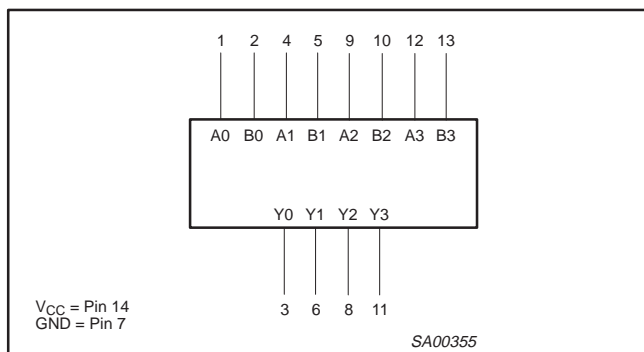 1 2 4 5 9 10 12 13
A0 B0 A1 B1 A2 B2 A3 B3
Y0 Y1 Y2 Y3
3 6 8 11
VCC = Pin 14
GND = Pin 7
SA00355